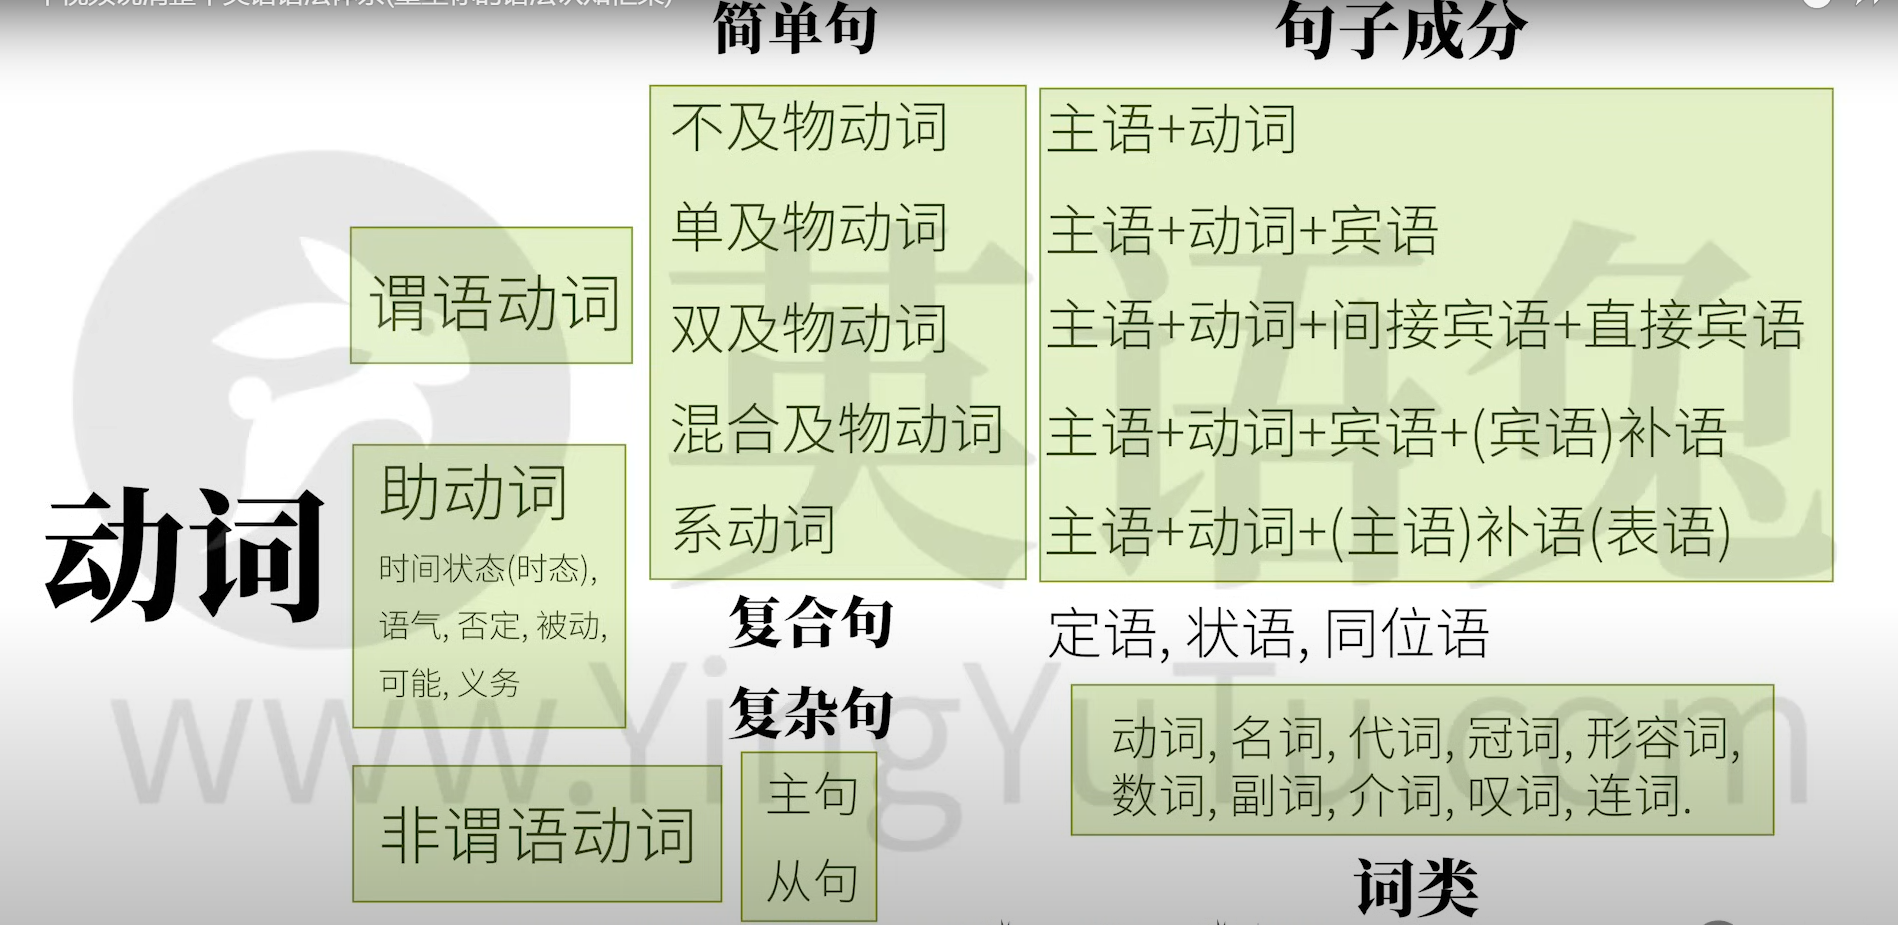 简单句
句子成分
不及物动词
主语+动词
单及物动词
主语+动词+宾语
谓语动词
双及物动词
主语+动词+间接宾语+直接宾语
混合及物动词
主语+动词+宾语+(宾语)补语
系动词
主语+动词+(主语)补语(表语)
动词
助动词
时间状态(时态),
语气, 否定, 被动,
可能, 义务
非谓语动词
复合句
复杂句
主句
从句
定语, 状语, 同位语
动词, 名词, 代词, 冠词, 形容词,
数词, 副词, 介词, 叹词, 连词.
词类
英语兔
www.YingYuTu.com